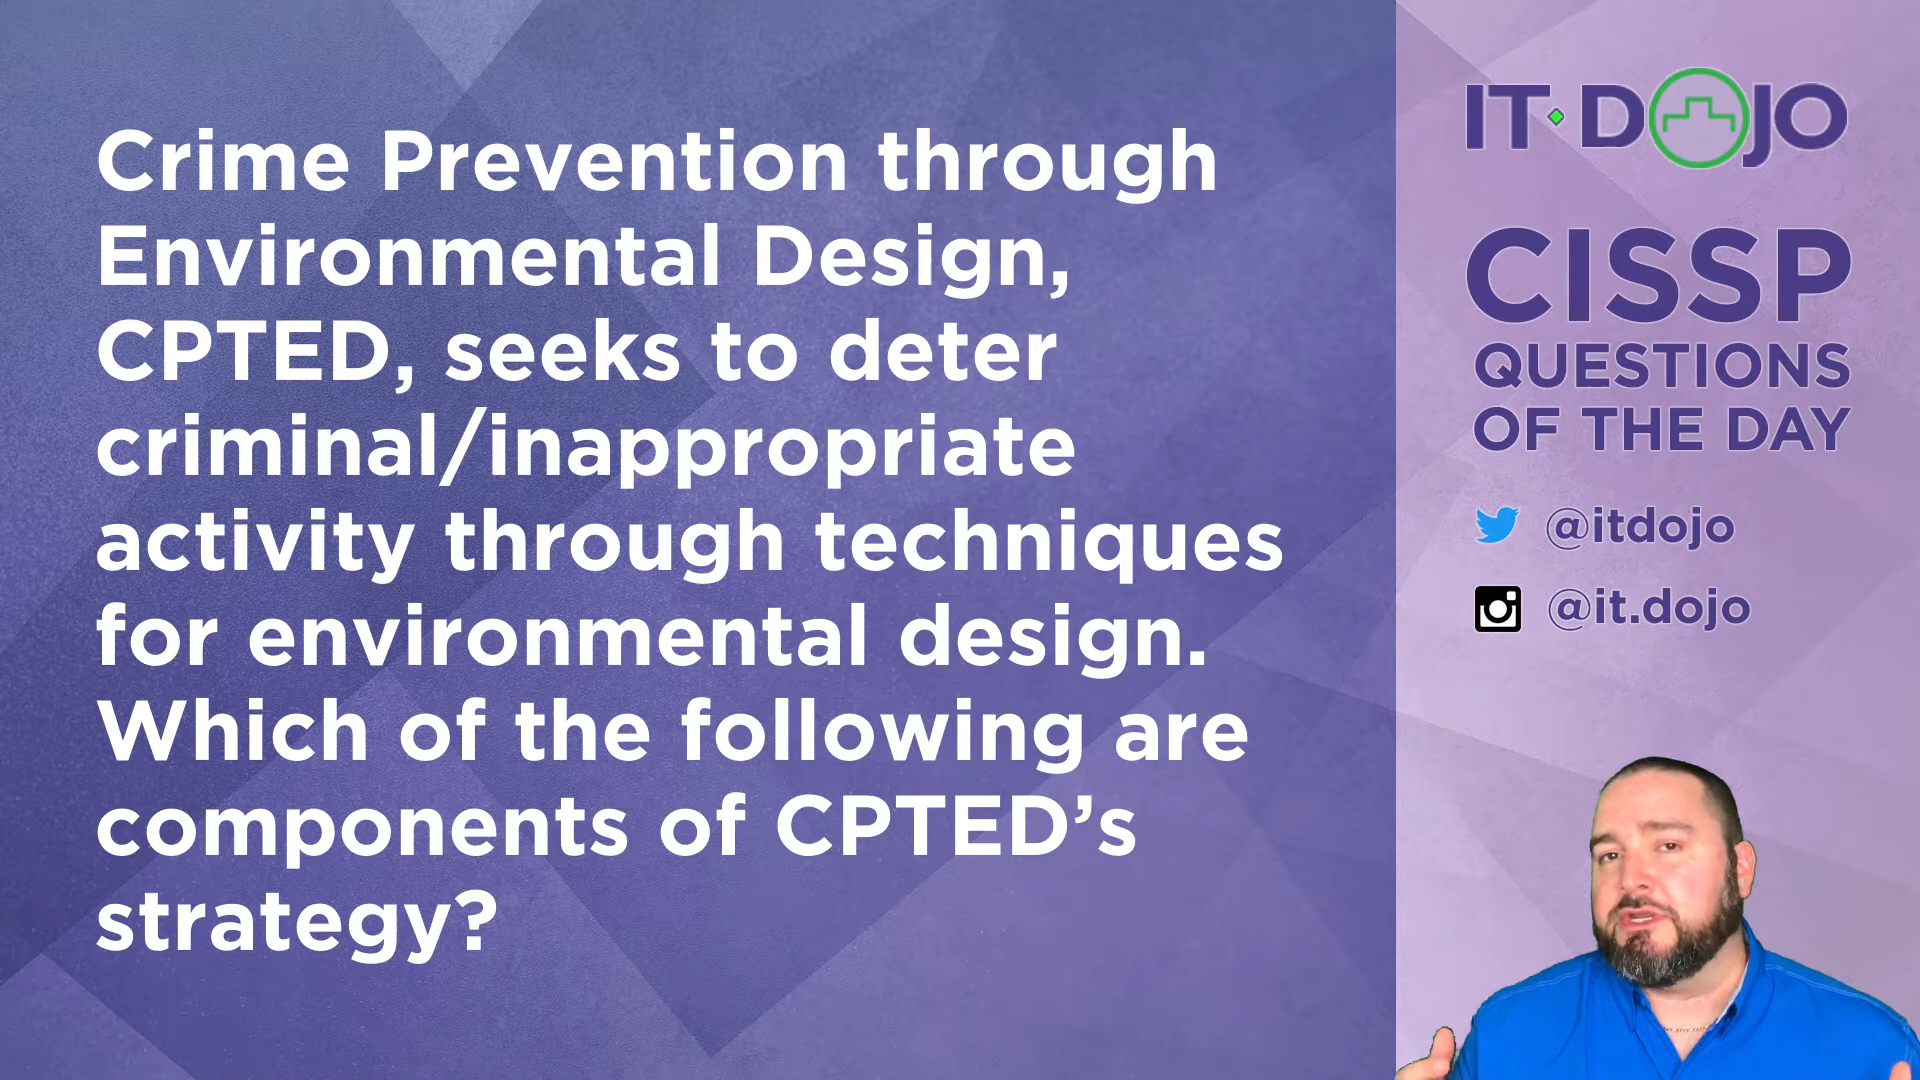 Crime Prevention through
Environmental Design,
CPTED, seeks to deter
criminal/inappropriate
activity through techniques
for environmental design.
Which of the following are
components of CPTED’s
strategy?
IT DOJO
CISSP
QUESTIONS
OF THE DAY
@itdojo
@it.dojo